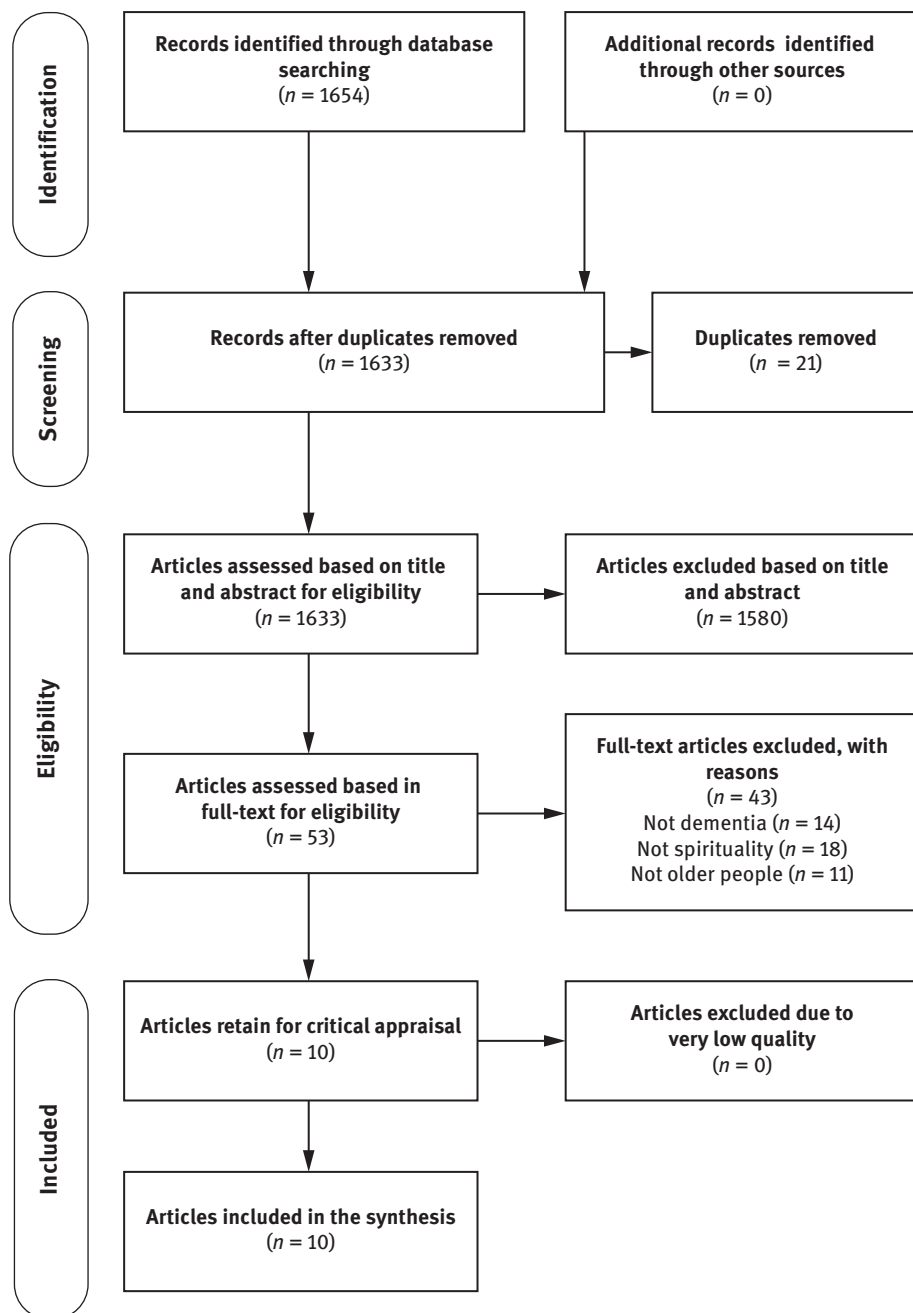 Identification
Records identified through database
searching
(n = 1654)
Additional records identified
through other sources
(n = 0)
Screening
Records after duplicates removed
(n = 1633)
Duplicates removed
(n = 21)
Eligibility
Articles assessed based on title
and abstract for eligibility
(n = 1633)
Articles excluded based on title
and abstract
(n = 1580)
Articles assessed based in
full-text for eligibility
(n = 53)
Full-text articles excluded, with
reasons
(n = 43)
Not dementia (n = 14)
Not spirituality (n = 18)
Not older people (n = 11)
Included
Articles retain for critical appraisal
(n = 10)
Articles excluded due to
very low quality
(n = 0)
Articles included in the synthesis
(n = 10)